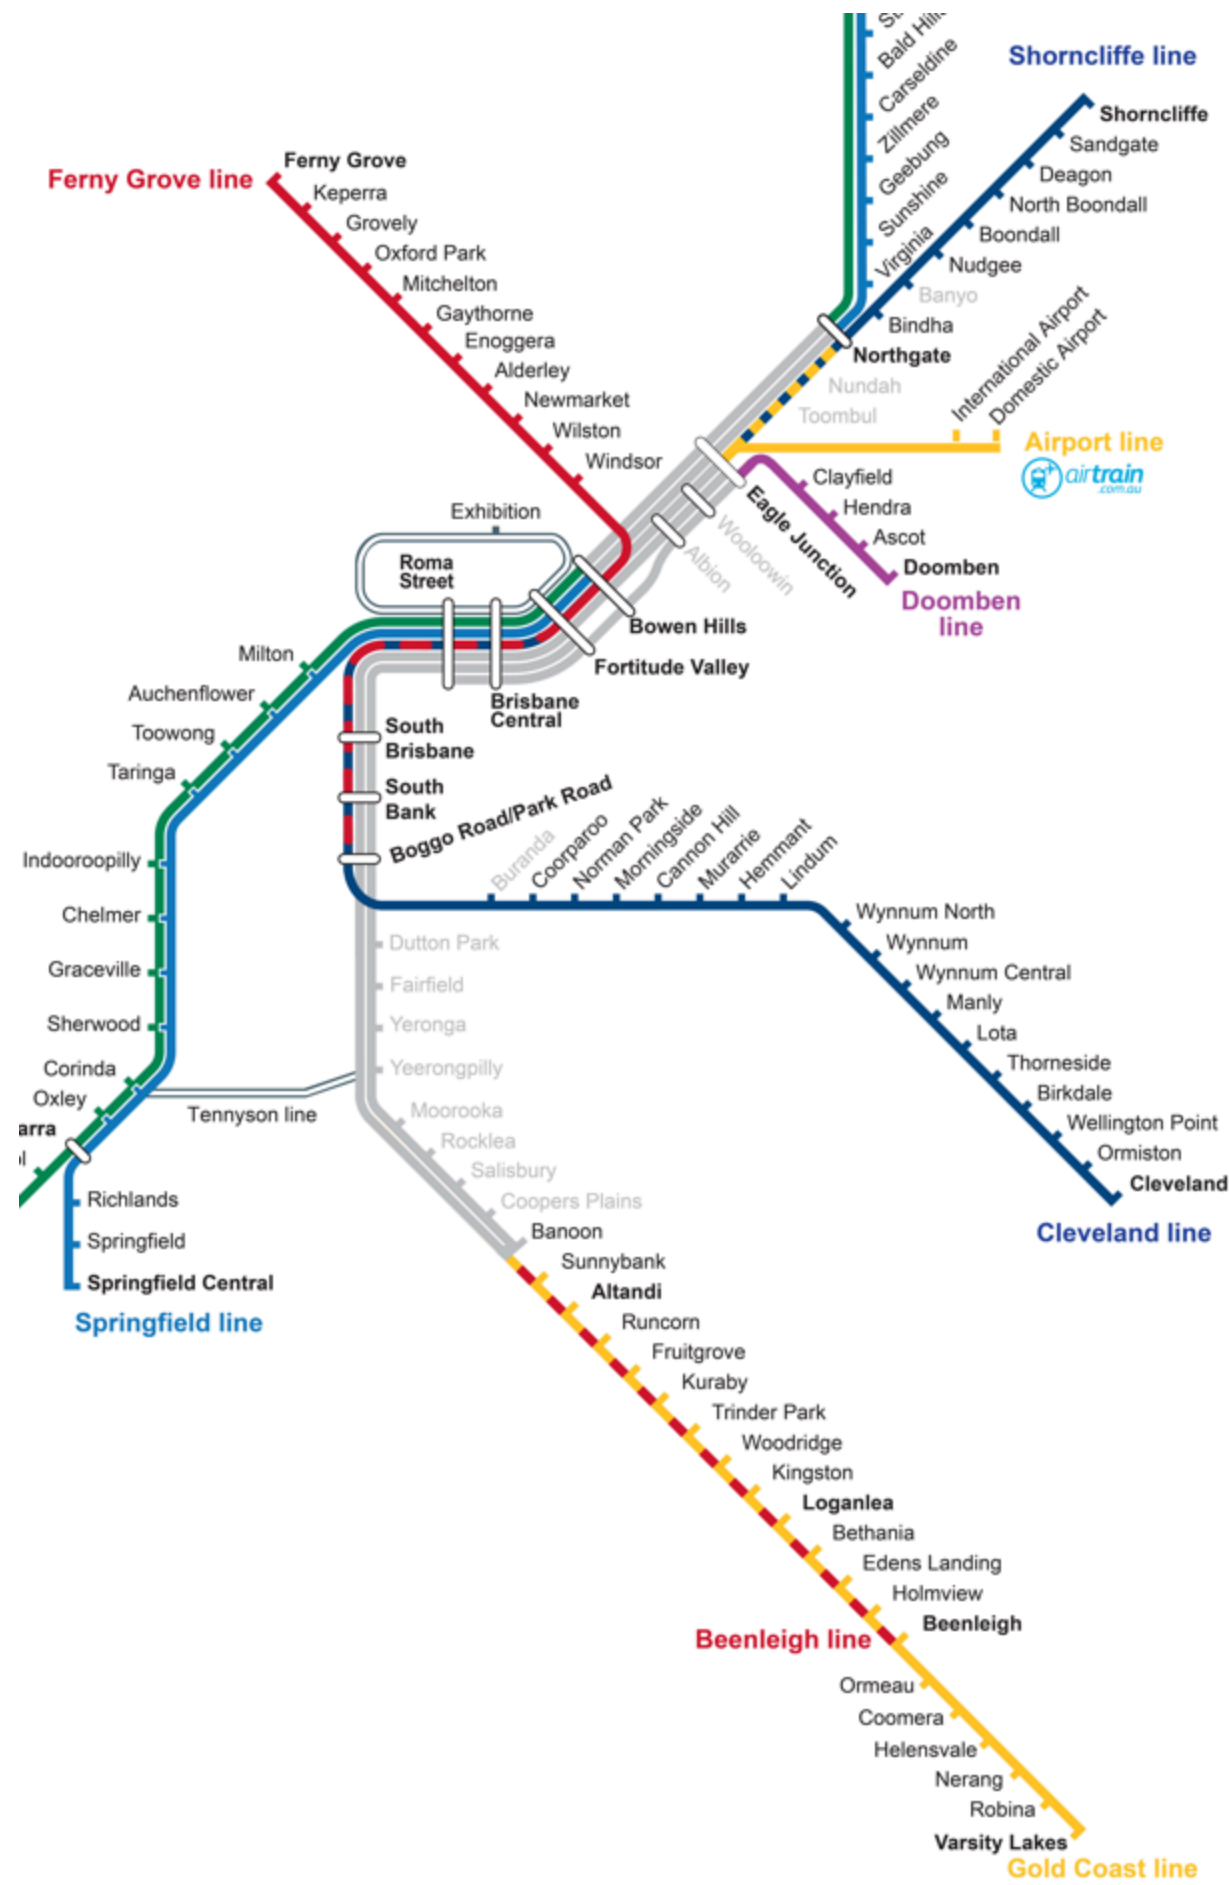 Bald Hill
Carseldine
Zillmere
Geebung
Sunshine
Virginia
Shorncliffe line
Shorncliffe
Sandgate
Deagon
North Boondall
Boondall
Nudgee
Banyo
Bindha
Northgate
Nundah
Toombul
International Airport
Domestic Airport
Airport line
airtrain
.com.au
Ferny Grove line
Ferny Grove
Keperra
Grovely
Oxford Park
Mitchelton
Gaythorne
Enoggera
Alderley
Newmarket
Wilston
Windsor
Clayfield
Hendra
Ascot
Doomben
Doomben
line
Eagle Junction
Wooloowin
Albion
Exhibition
Roma
Street
Bowen Hills
Fortitude Valley
Brisbane
Central
Milton
Auchenflower
Toowong
Taringa
Indooroopilly
Chelmer
Graceville
Sherwood
Corinda
Oxley
arra
l
Tennyson line
Richlands
Springfield
Springfield Central
Springfield line
South
Brisbane
South
Bank
Boggo Road/Park Road
Buranda
Coorparoo
Norman Park
Morningside
Cannon Hill
Murarrie
Hemmant
Lindum
Wynnum North
Wynnum
Wynnum Central
Manly
Lota
Thorneside
Birkdale
Wellington Point
Ormiston
Cleveland
Cleveland line
Dutton Park
Fairfield
Yeronga
Yeerongpilly
Moorooka
Rocklea
Salisbury
Coopers Plains
Banoon
Sunnybank
Altandi
Runcorn
Fruitgrove
Kuraby
Trinder Park
Woodridge
Kingston
Loganlea
Bethania
Edens Landing
Holmview
Beenleigh
Beenleigh line
Ormeau
Coomera
Helensvale
Nerang
Robina
Varsity Lakes
Gold Coast line